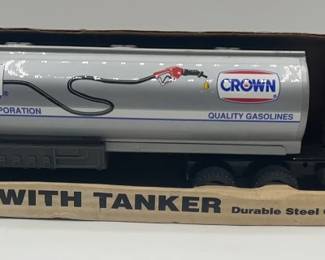 CROWN
PORATION
QUALITY GASOLINES
WITH TANKER Durable Steel